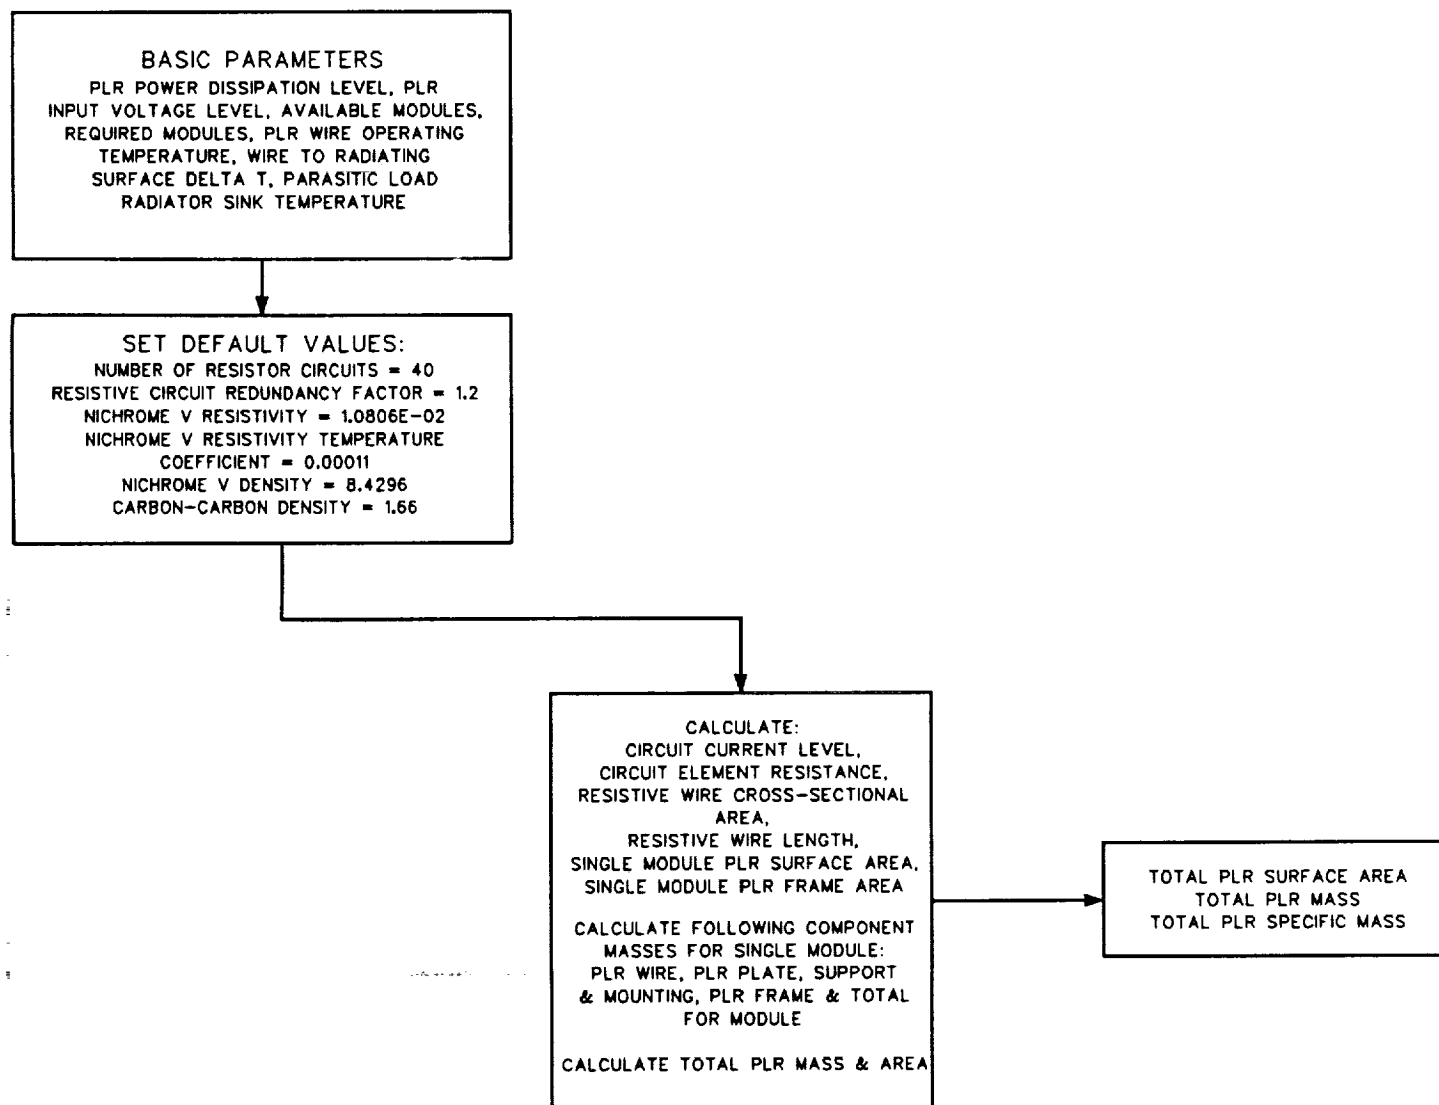 BASIC PARAMETERS
PLR POWER DISSIPATION LEVEL, PLR
INPUT VOLTAGE LEVEL, AVAILABLE MODULES,
REQUIRED MODULES, PLR WIRE OPERATING
TEMPERATURE, WIRE TO RADIATING
SURFACE DELTA T, PARASITIC LOAD
RADIATOR SINK TEMPERATURE
SET DEFAULT VALUES:
NUMBER OF RESISTOR CIRCUITS = 40
RESISTIVE CIRCUIT REDUNDANCY FACTOR = 1.2
NICHROME V RESISTIVITY = 1.0806E-02
NICHROME V RESISTIVITY TEMPERATURE
COEFFICIENT = 0.00011
NICHROME V DENSITY = 8.4296
CARBON-CARBON DENSITY = 1.66
CALCULATE:
CIRCUIT CURRENT LEVEL,
CIRCUIT ELEMENT RESISTANCE,
RESISTIVE WIRE CROSS-SECTIONAL
AREA,
RESISTIVE WIRE LENGTH,
SINGLE MODULE PLR SURFACE AREA,
SINGLE MODULE PLR FRAME AREA
CALCULATE FOLLOWING COMPONENT
MASSES FOR SINGLE MODULE:
PLR WIRE, PLR PLATE, SUPPORT
& MOUNTING, PLR FRAME & TOTAL
FOR MODULE
CALCULATE TOTAL PLR MASS & AREA
TOTAL PLR SURFACE AREA
TOTAL PLR MASS
TOTAL PLR SPECIFIC MASS